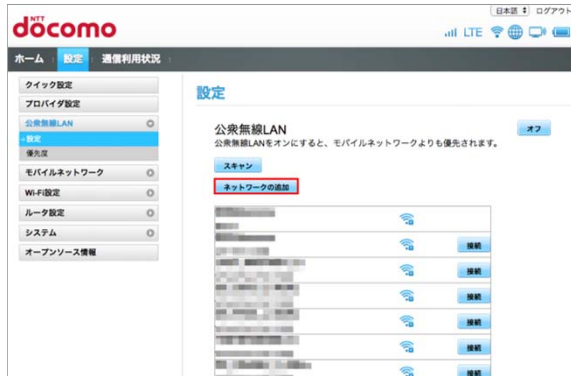 日本語
ログアウト
NTT
döcomo
LTE
ホーム
設定
通信利用状況
クイック設定
プロバイダ設定
公衆無線LAN
設定
優先度
モバイルネットワーク
Wi-Fi設定
ルータ設定
システム
オープンソース情報
設定
公衆無線LAN
オフ
公衆無線LANをオンにすると、モバイルネットワークよりも優先されます。
スキャン
ネットワークの追加
接続
接続
接続
接続
接続
接続